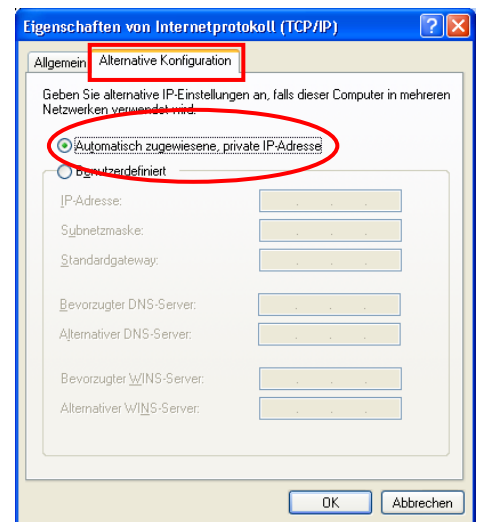 Eigenschaften von Internetprotokoll (TCP/IP)
Allgemein Alternative Konfiguration
Geben Sie alternative IP-Einstellungen an, falls dieser Computer in mehreren
Netzwerken verwendet wird.
Automatisch zugewiesene, private IP-Adresse
Benutzerdefiniert
IP-Adresse:
Subnetzmaske:
Standardgateway:
Bevorzugter DNS-Server:
Alternativer DNS-Server:
Bevorzugter WINS-Server:
Alternativer WINS-Server:
OK Abbrechen